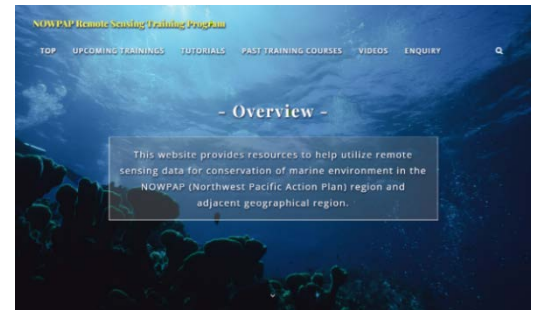 NOWPAP Remote Sensing Training Program
TOP UPCOMING TRAININGS TUTORIALS PAST TRAINING COURSES VIDEOS ENQUIRY
- Overview -
This website provides resources to help utilize remote
sensing data for conservation of marine environment in the
NOWPAP (Northwest Pacific Action Plan) region and
adjacent geographical region.